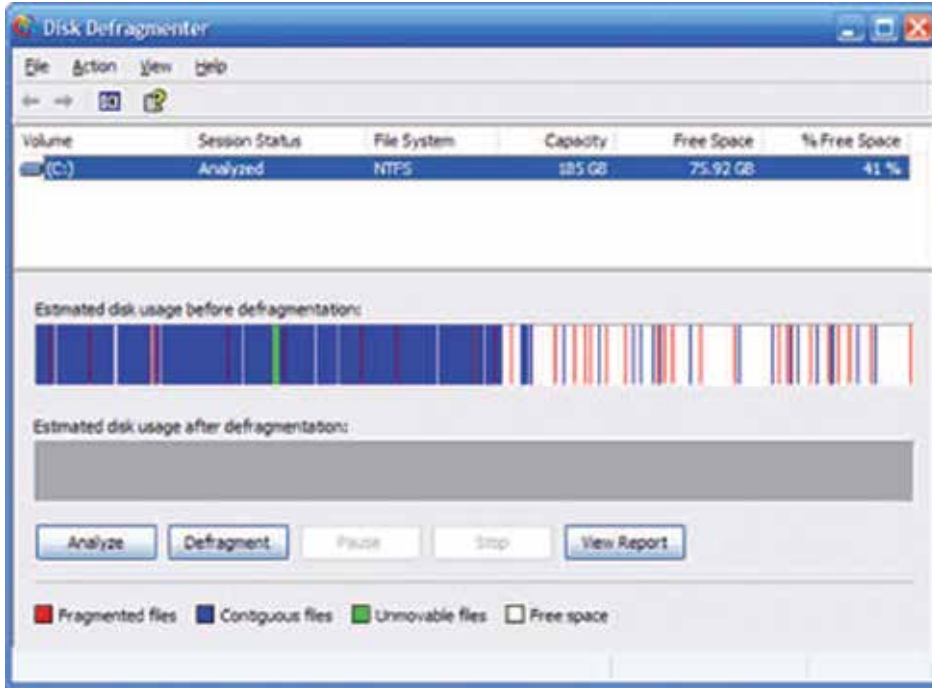 Disk Defragmenter
File Action View Help
Volume Session Status File System Capacity Free Space % Free Space
(C:) Analyzed NTFS 185 GB 75.92 GB 41 %
Estimated disk usage before defragmentation:
Estimated disk usage after defragmentation:
Analyze Defragment Pause Stop View Report
Fragmented files Contiguous files Unmovable files Free space